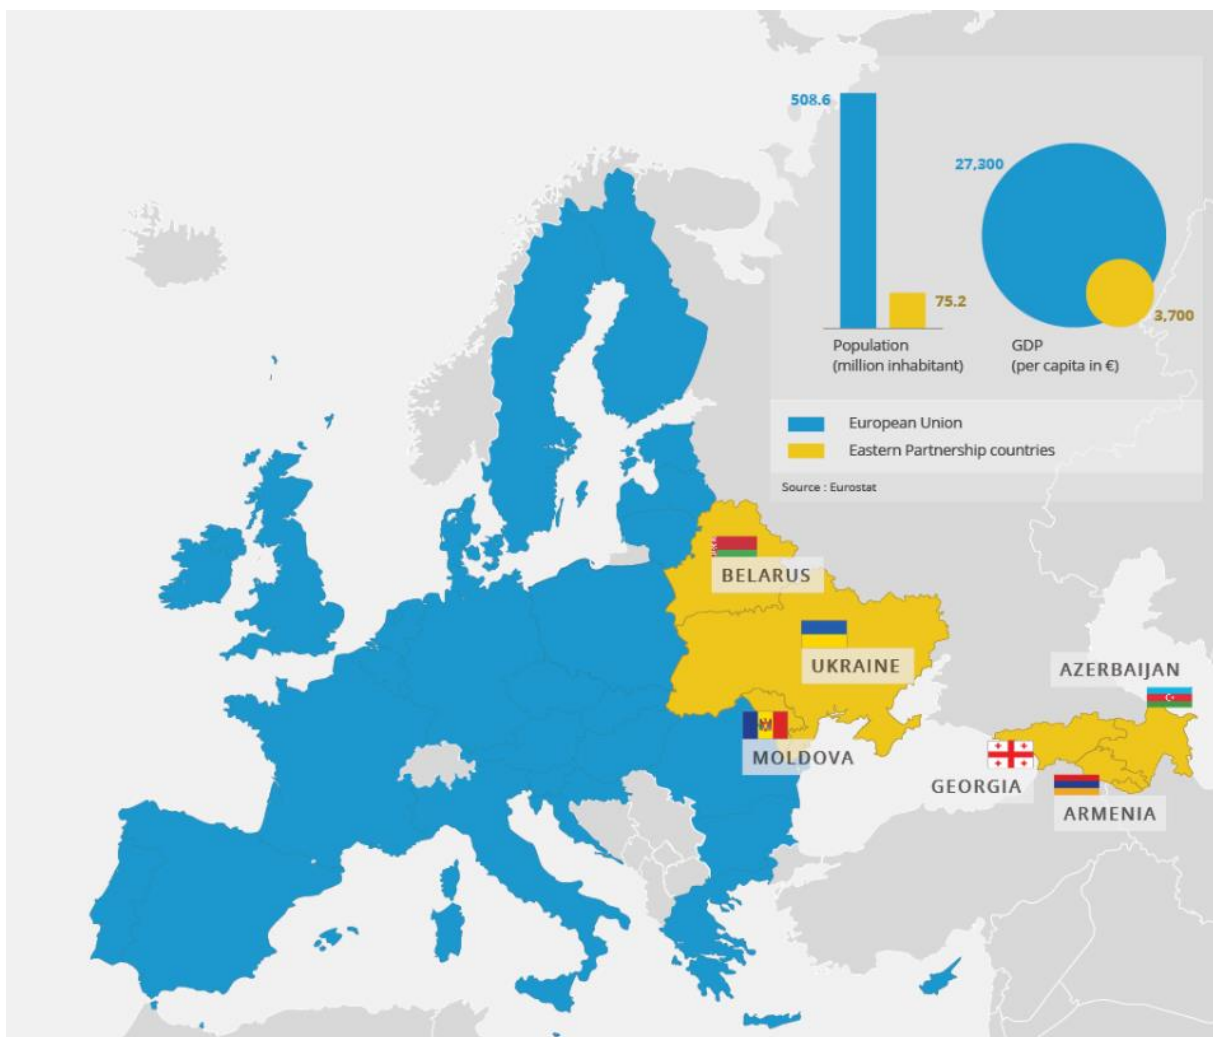 508.6
27,300
75.2
3,700
Population
(million inhabitant)
GDP
(per capita in €)
European Union
Eastern Partnership countries
Source : Eurostat
BELARUS
UKRAINE
AZERBAIJAN
MOLDOVA
GEORGIA
ARMENIA